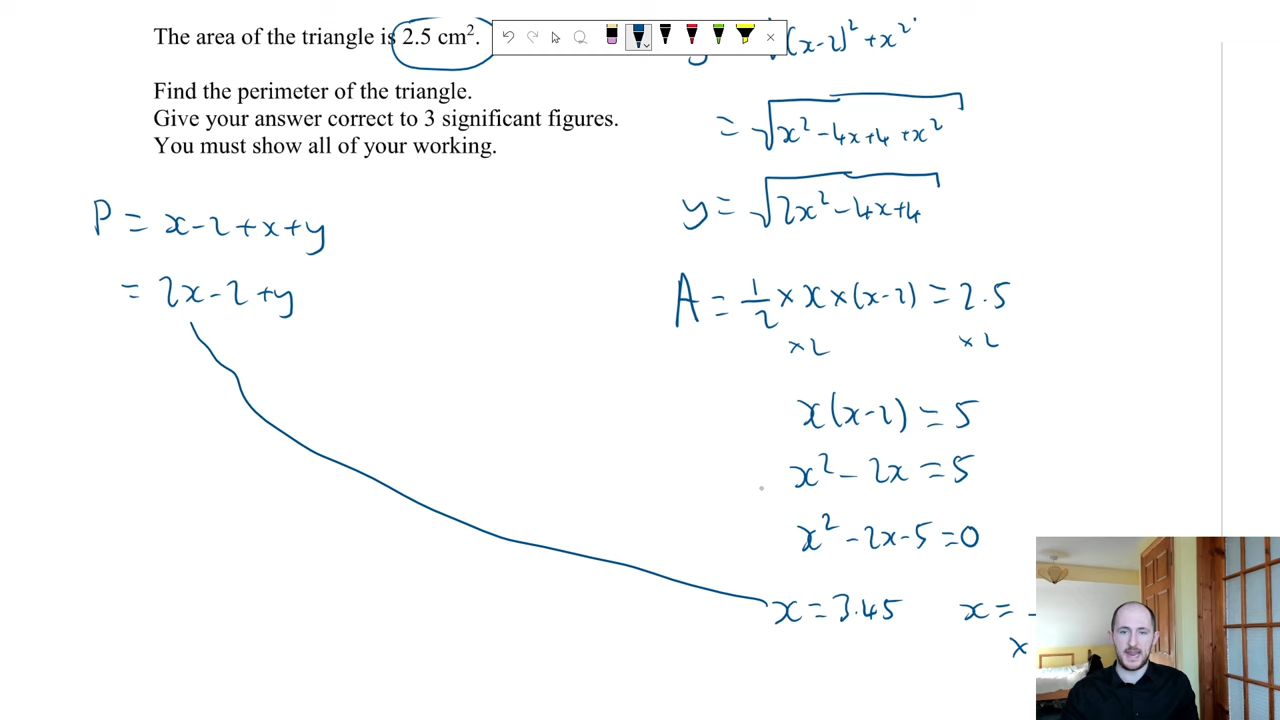 The area of the triangle is 2.5 cm².
(x-2)² + x²
Find the perimeter of the triangle.
Give your answer correct to 3 significant figures.
You must show all of your working.
= √x² - 4x + 4 + x²
P = x - 2 + x + y
y = √2x² - 4x + 4
= 2x - 2 + y
A = 1/2 × x × (x - 2) = 2.5
×2 ×2
x(x - 2) = 5
x² - 2x = 5
x² - 2x - 5 = 0
x = 3.45 x = -
×